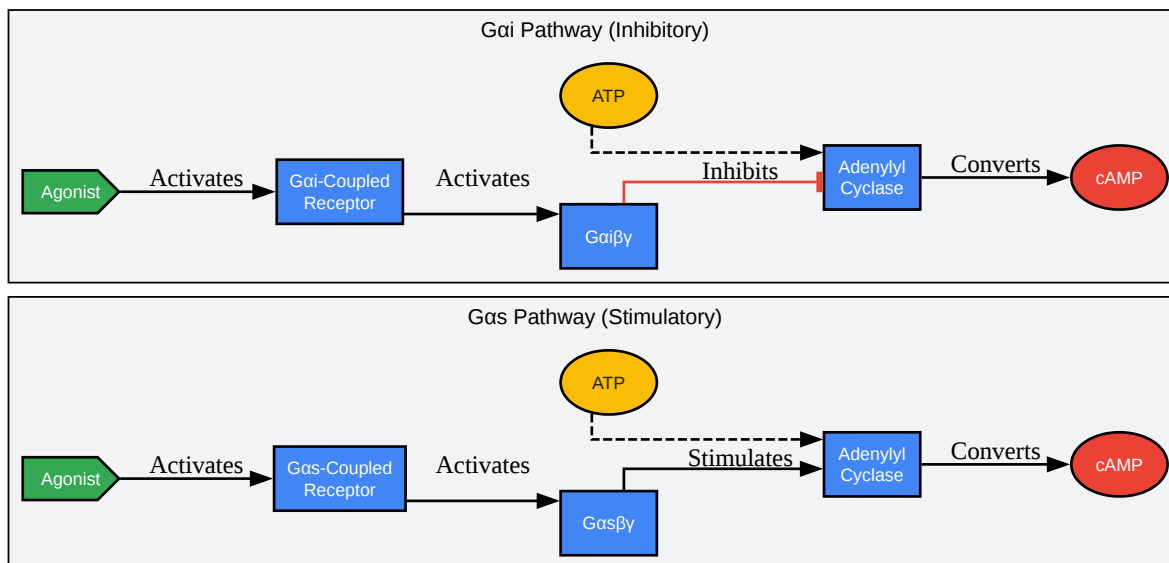 Gαi Pathway (Inhibitory)
ATP
Agonist
Activates
Gαi-Coupled
Receptor
Activates
Gαiβγ
Inhibits
Adenylyl
Cyclase
Converts
cAMP
Gαs Pathway (Stimulatory)
ATP
Agonist
Activates
Gαs-Coupled
Receptor
Activates
Gαsβγ
Stimulates
Adenylyl
Cyclase
Converts
cAMP